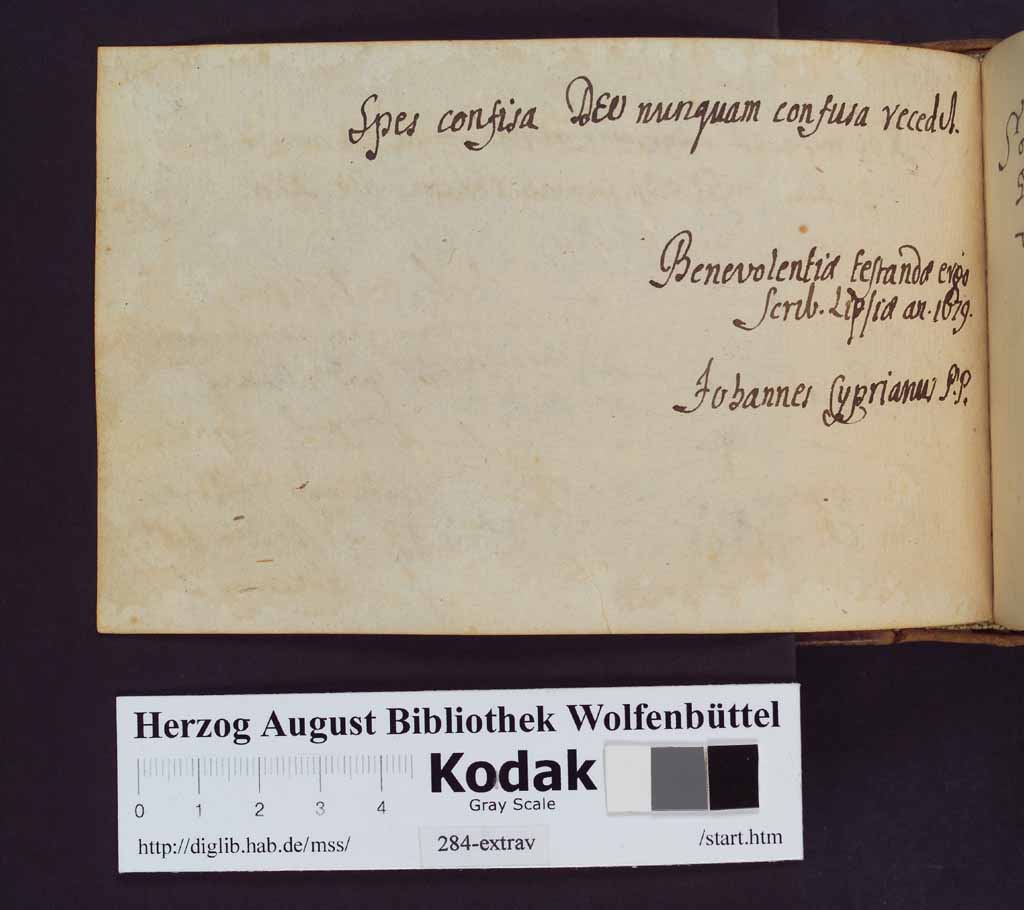 Spes confisa DEO nunquam confusa recedit.
Benevolentiæ testandæ ergo
Scrib. Lipsiæ an. 1679.
Johannes Cyprianus P.P.
Herzog August Bibliothek Wolfenbüttel
0 1 2 3 4
Kodak
Gray Scale
http://diglib.hab.de/mss/ 284-extrav /start.htm